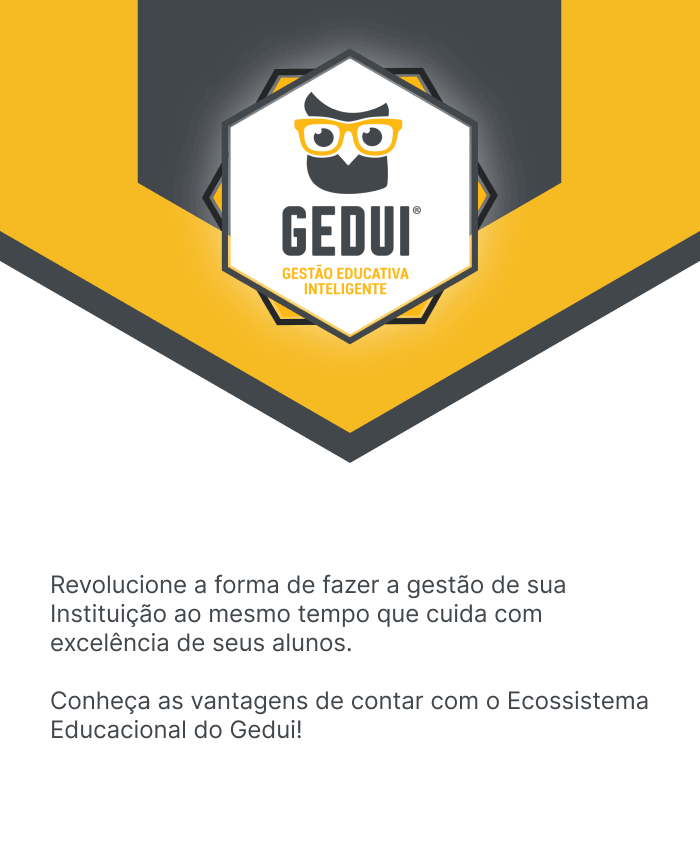 GEDUI®
GESTÃO EDUCATIVA
INTELIGENTE
Revolucione a forma de fazer a gestão de sua
Instituição ao mesmo tempo que cuida com
excelência de seus alunos.
Conheça as vantagens de contar com o Ecossistema
Educacional do Gedui!